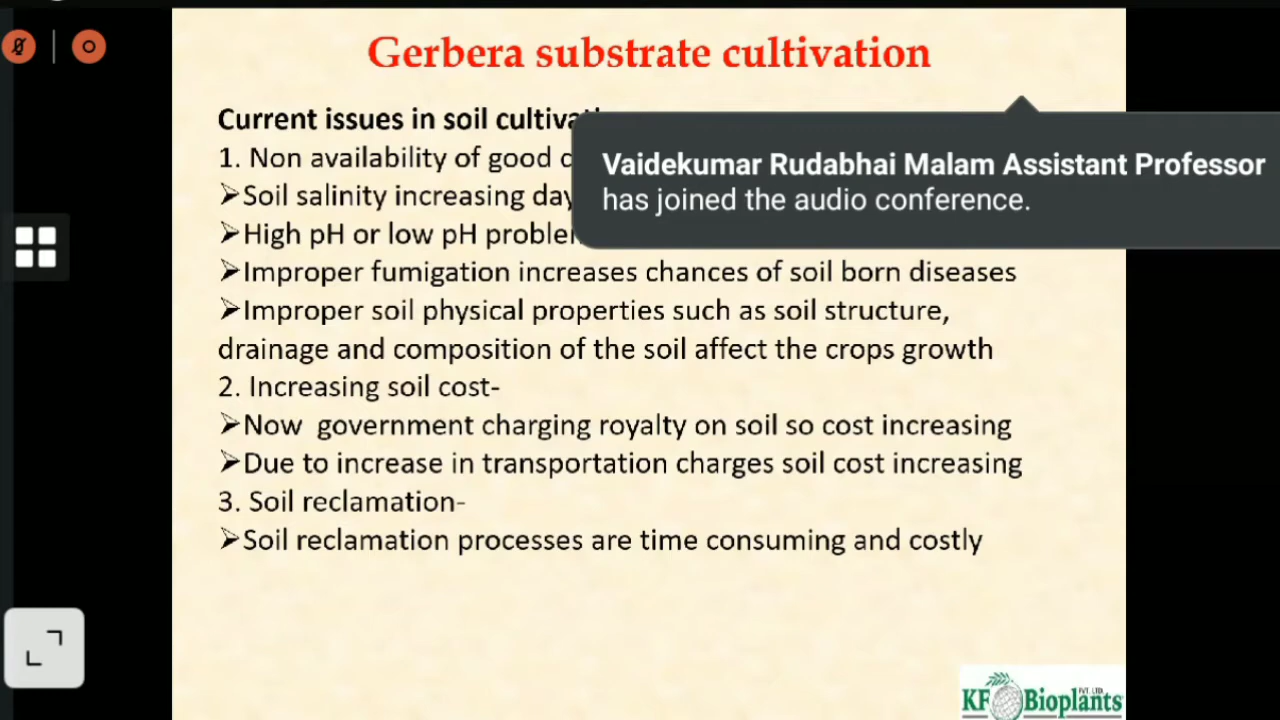 Gerbera substrate cultivation
Current issues in soil
1. Non availability of good
➢Soil salinity increasing
➢High pH or low pH
➢Improper fumigation increases chances of soil born diseases
➢Improper soil physical properties such as soil structure,
drainage and composition of the soil affect the crops growth
2. Increasing soil cost-
➢Now government charging royalty on soil so cost increasing
➢Due to increase in transportation charges soil cost increasing
3. Soil reclamation-
➢Soil reclamation processes are time consuming and costly
Vaidekumar Rudabhai Malam Assistant Professor
has joined the audio conference.
KF Bioplants PVT. LTD.